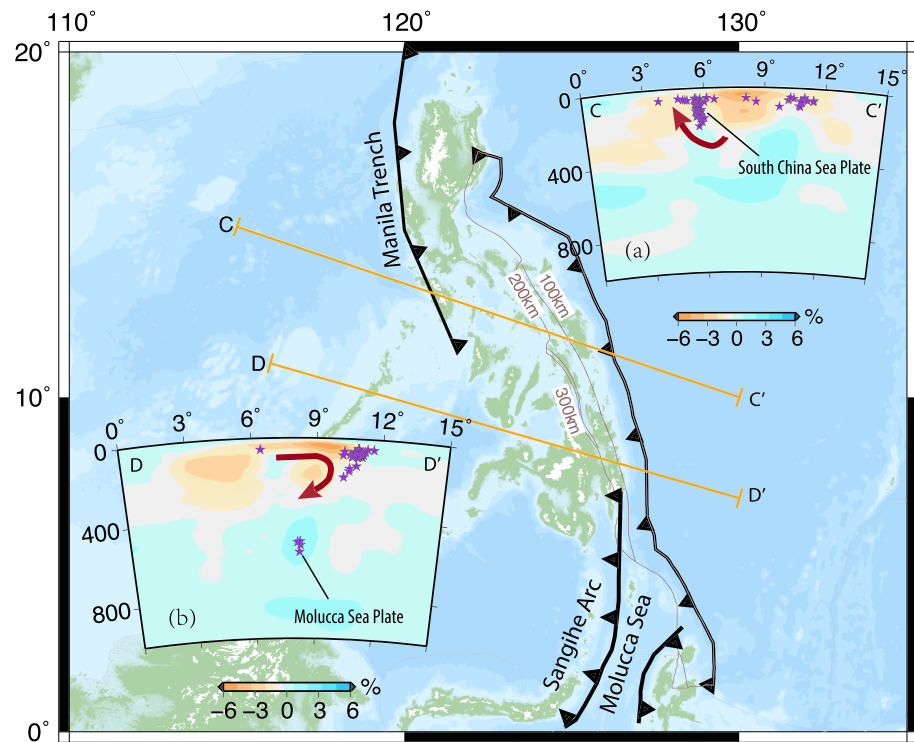 110°
120°
130°
20°
10°
0°
Manila Trench
C
C′
D
D′
100km
200km
300km
Sangihe Arc
Molucca Sea
0°
3°
6°
9°
12°
15°
0
400
800
C
C′
South China Sea Plate
(a)
−6 −3 0 3 6 %
0°
3°
6°
9°
12°
15°
0
400
800
D
D′
Molucca Sea Plate
(b)
−6 −3 0 3 6 %